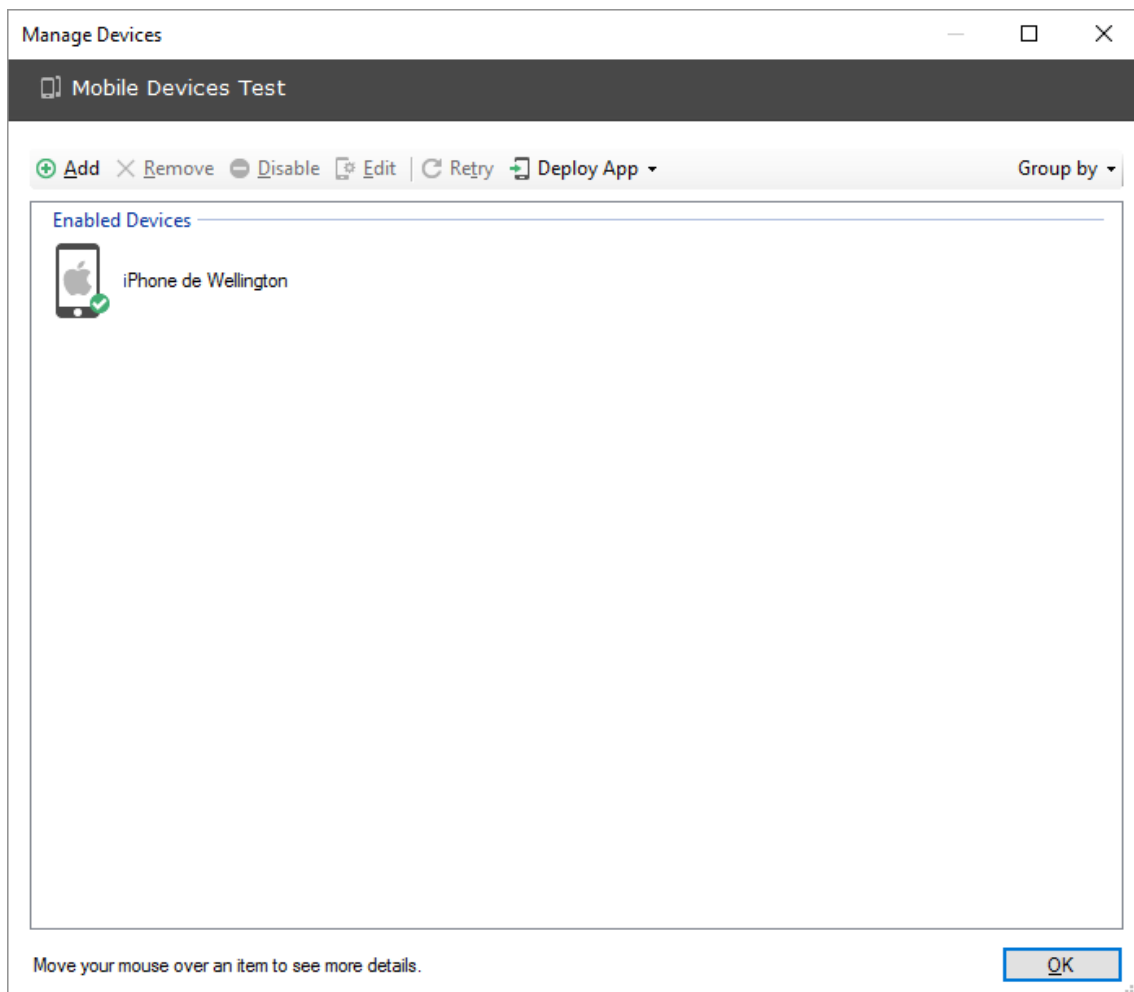 Manage Devices
Mobile Devices Test
Add Remove Disable Edit Retry Deploy App Group by
Enabled Devices
iPhone de Wellington
Move your mouse over an item to see more details.
OK